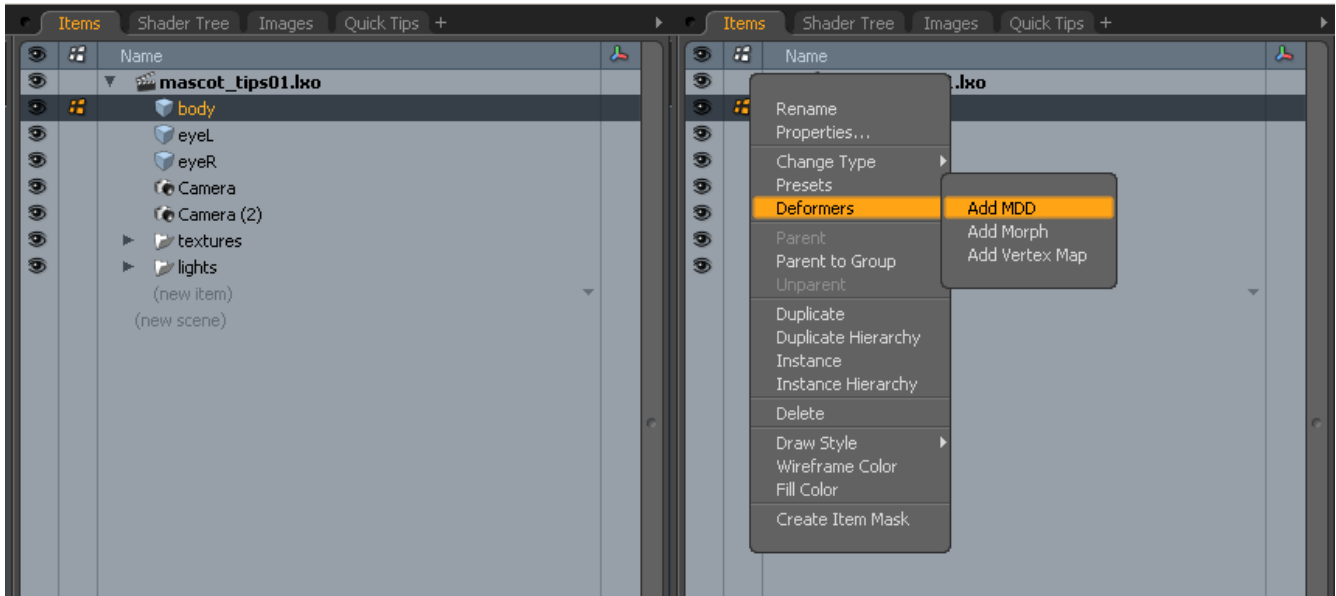 Items Shader Tree Images Quick Tips +
Name
mascot_tips01.lxo
body
eyeL
eyeR
Camera
Camera (2)
textures
lights
(new item)
(new scene)
Items Shader Tree Images Quick Tips +
Name
.lxo
Rename
Properties...
Change Type
Presets
Deformers
Parent
Parent to Group
Unparent
Duplicate
Duplicate Hierarchy
Instance
Instance Hierarchy
Delete
Draw Style
Wireframe Color
Fill Color
Create Item Mask
Add MDD
Add Morph
Add Vertex Map